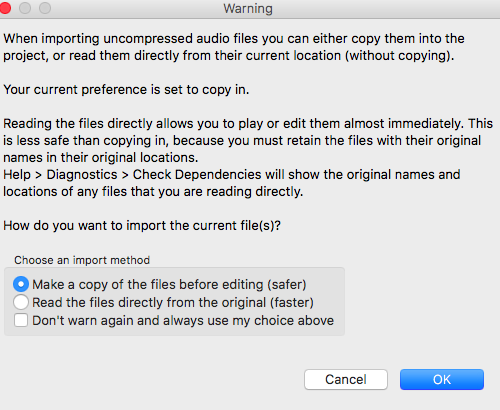 Warning
When importing uncompressed audio files you can either copy them into the
project, or read them directly from their current location (without copying).
Your current preference is set to copy in.
Reading the files directly allows you to play or edit them almost immediately. This
is less safe than copying in, because you must retain the files with their original
names in their original locations.
Help > Diagnostics > Check Dependencies will show the original names and
locations of any files that you are reading directly.
How do you want to import the current file(s)?
Choose an import method
Make a copy of the files before editing (safer)
Read the files directly from the original (faster)
Don't warn again and always use my choice above
Cancel
OK